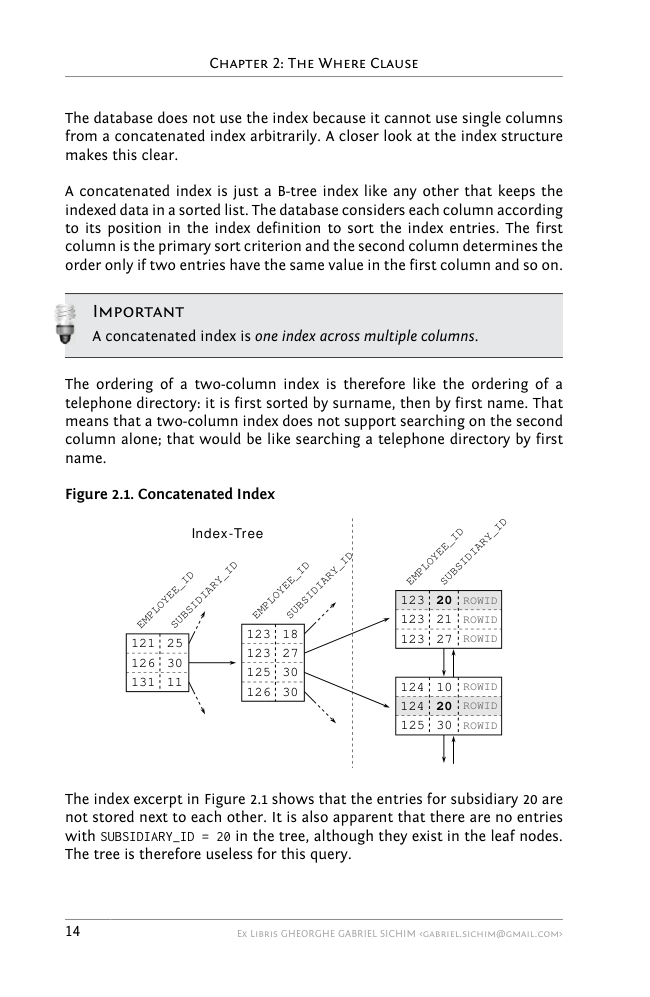 CHAPTER 2: THE WHERE CLAUSE
The database does not use the index because it cannot use single columns
from a concatenated index arbitrarily. A closer look at the index structure
makes this clear.
A concatenated index is just a B-tree index like any other that keeps the
indexed data in a sorted list. The database considers each column according
to its position in the index definition to sort the index entries. The first
column is the primary sort criterion and the second column determines the
order only if two entries have the same value in the first column and so on.
IMPORTANT
A concatenated index is one index across multiple columns.
The ordering of a two-column index is therefore like the ordering of a
telephone directory: it is first sorted by surname, then by first name. That
means that a two-column index does not support searching on the second
column alone; that would be like searching a telephone directory by first
name.
Figure 2.1. Concatenated Index
Index-Tree
EMPLOYEE_ID
SUBSIDIARY_ID
121 25
126 30
131 11
EMPLOYEE_ID
SUBSIDIARY_ID
123 18
123 27
125 30
126 30
EMPLOYEE_ID
SUBSIDIARY_ID
123 20 ROWID
123 21 ROWID
123 27 ROWID
124 10 ROWID
124 20 ROWID
125 30 ROWID
The index excerpt in Figure 2.1 shows that the entries for subsidiary 20 are
not stored next to each other. It is also apparent that there are no entries
with SUBSIDIARY_ID = 20 in the tree, although they exist in the leaf nodes.
The tree is therefore useless for this query.
14
EX LIBRIS GHEORGHE GABRIEL SICHIM <GABRIEL.SICHIM@GMAIL.COM>